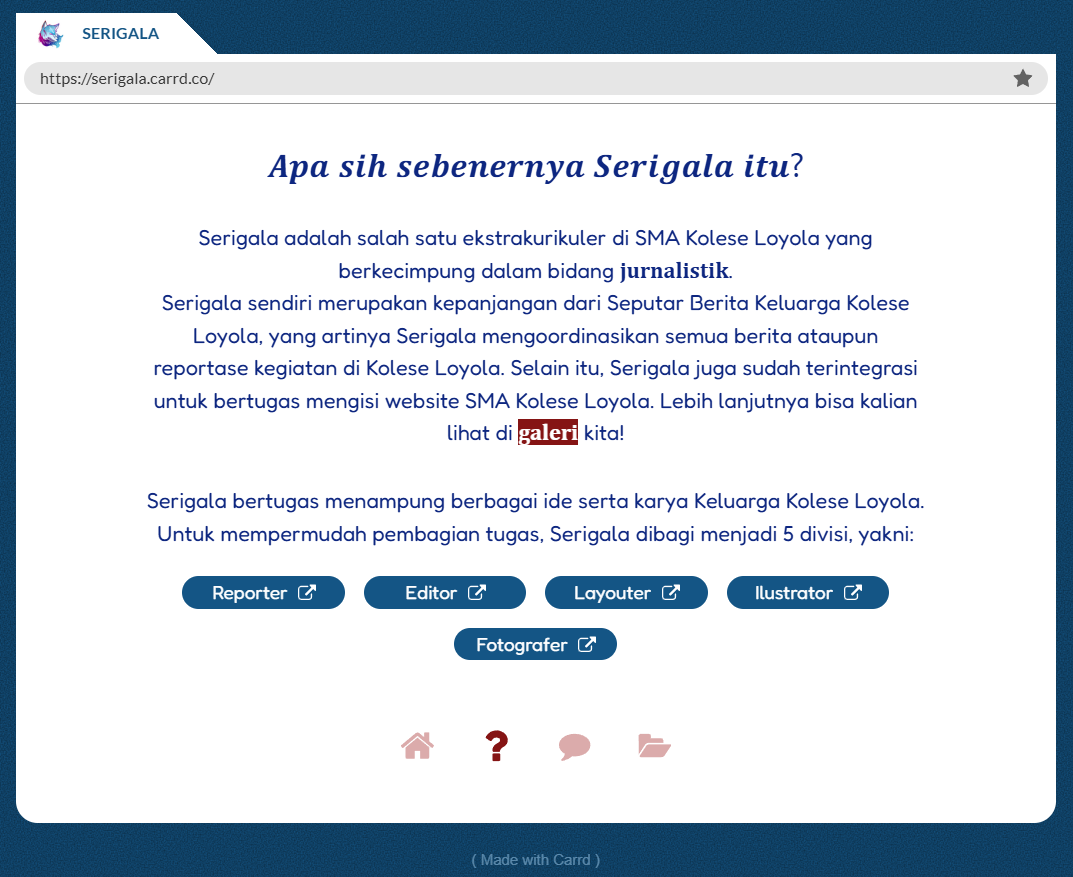 SERIGALA
https://serigala.carrd.co/
Apa sih sebenernya Serigala itu?
Serigala adalah salah satu ekstrakurikuler di SMA Kolese Loyola yang
berkecimpung dalam bidang jurnalistik.
Serigala sendiri merupakan kepanjangan dari Seputar Berita Keluarga Kolese
Loyola, yang artinya Serigala mengoordinasikan semua berita ataupun
reportase kegiatan di Kolese Loyola. Selain itu, Serigala juga sudah terintegrasi
untuk bertugas mengisi website SMA Kolese Loyola. Lebih lanjutnya bisa kalian
lihat di galeri kita!
Serigala bertugas menampung berbagai ide serta karya Keluarga Kolese Loyola.
Untuk mempermudah pembagian tugas, Serigala dibagi menjadi 5 divisi, yakni:
Reporter
Editor
Layouter
Ilustrator
Fotografer
( Made with Carrd )